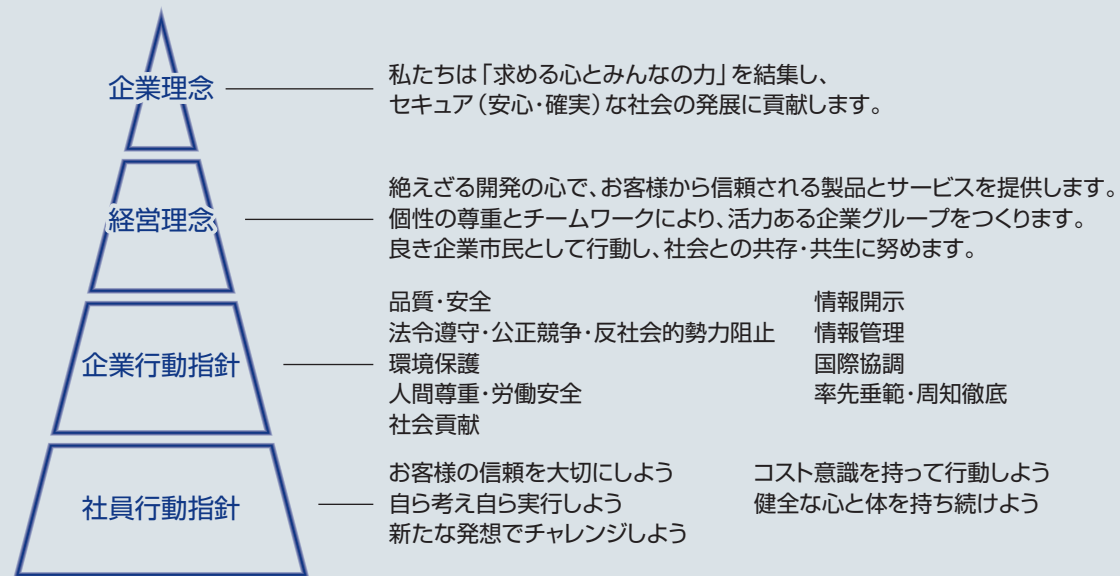 企業理念
私たちは「求める心とみんなの力」を結集し、
セキュア(安心・確実)な社会の発展に貢献します。
経営理念
絶えざる開発の心で、お客様から信頼される製品とサービスを提供します。
個性の尊重とチームワークにより、活力ある企業グループをつくります。
良き企業市民として行動し、社会との共存・共生に努めます。
企業行動指針
品質・安全
法令遵守・公正競争・反社会的勢力阻止
環境保護
人間尊重・労働安全
社会貢献
情報開示
情報管理
国際協調
率先垂範・周知徹底
社員行動指針
お客様の信頼を大切にしよう
自ら考え自ら実行しよう
新たな発想でチャレンジしよう
コスト意識を持って行動しよう
健全な心と体を持ち続けよう